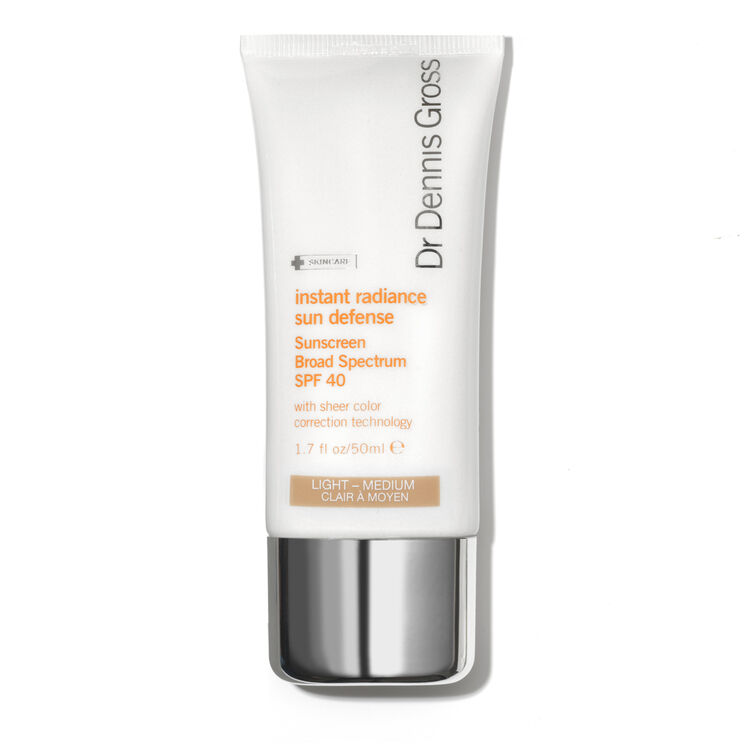 Dr Dennis Gross
SKINCARE
instant radiance
sun defense
Sunscreen
Broad Spectrum
SPF 40
with sheer color
correction technology
1.7 fl oz/50ml ℮
LIGHT – MEDIUM
CLAIR À MOYEN